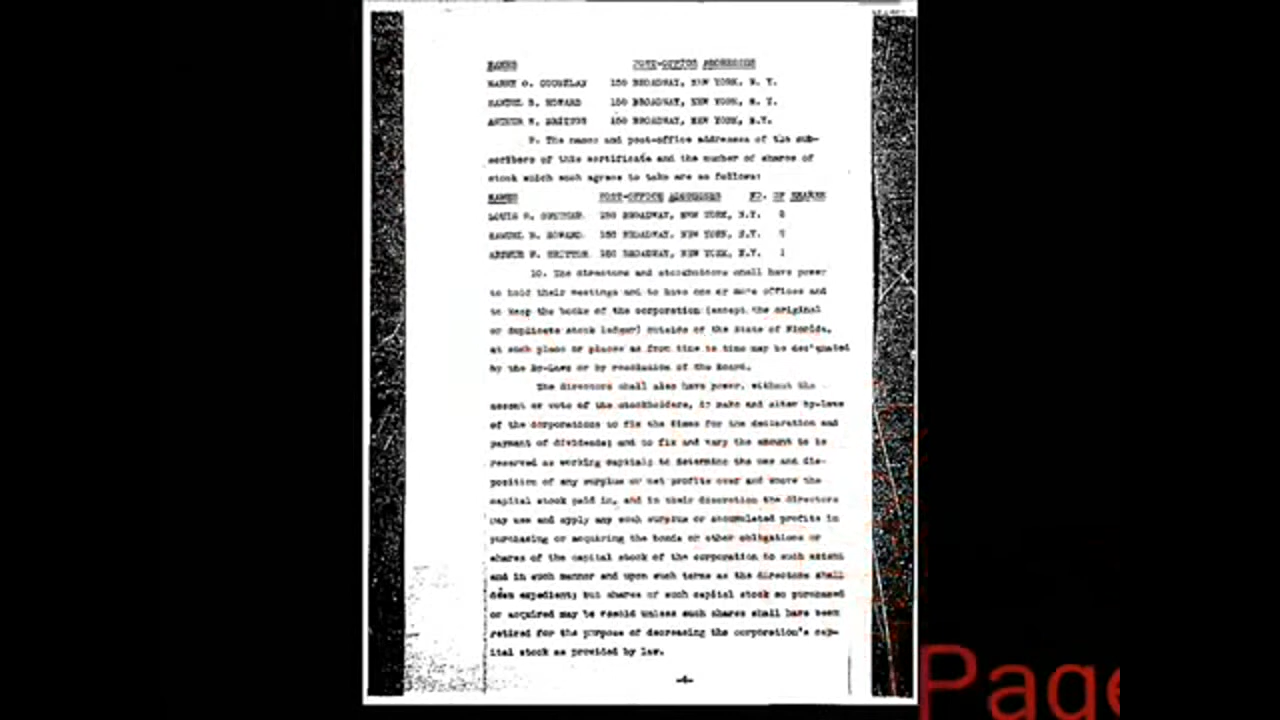 NAMES POST-OFFICE ADDRESSES
HARRY O. 150 BROADWAY, NEW YORK, N. Y.
SAMUEL B. HOWARD 150 BROADWAY, NEW YORK, N. Y.
ARTHUR W. BRITTON 150 BROADWAY, NEW YORK, N.Y.
9. The names and post-office addresses of the sub-
scribers of this certificate and the number of shares of
stock which each agrees to take are as follows:
NAMES POST-OFFICE ADDRESSES NO. OF SHARES
LOUIS 150 BROADWAY, NEW YORK, N.Y.
SAMUEL B. HOWARD 150 BROADWAY, NEW YORK, N.Y.
ARTHUR W. BRITTON 150 BROADWAY, NEW YORK, N.Y. 1
10. The directors and stockholders shall have power
to hold their meetings and to have one or more offices and
to keep the books of the corporation (except the original
or duplicate stock ledger) outside of the State of Florida,
at such place or places as from time to time may be designated
by the By-Laws or by resolution of the Board.
The directors shall also have power, without the
assent or vote of the stockholders, to make and alter by-laws
of the corporation; to fix the times for the declaration and
payment of dividends; and to fix and vary the amount to be
reserved as working capital; to determine the use and dis-
position of any surplus or net profits over and above the
capital stock paid in, and in their discretion the directors
may use and apply any such surplus or accumulated profits in
purchasing or acquiring the bonds or other obligations or
shares of the capital stock of the corporation to such extent
and in such manner and upon such terms as the directors shall
deem expedient; but shares of such capital stock so purchased
or acquired may be resold unless such shares shall have been
retired for the purpose of decreasing the corporation's cap-
ital stock as provided by law.
-4-
Page